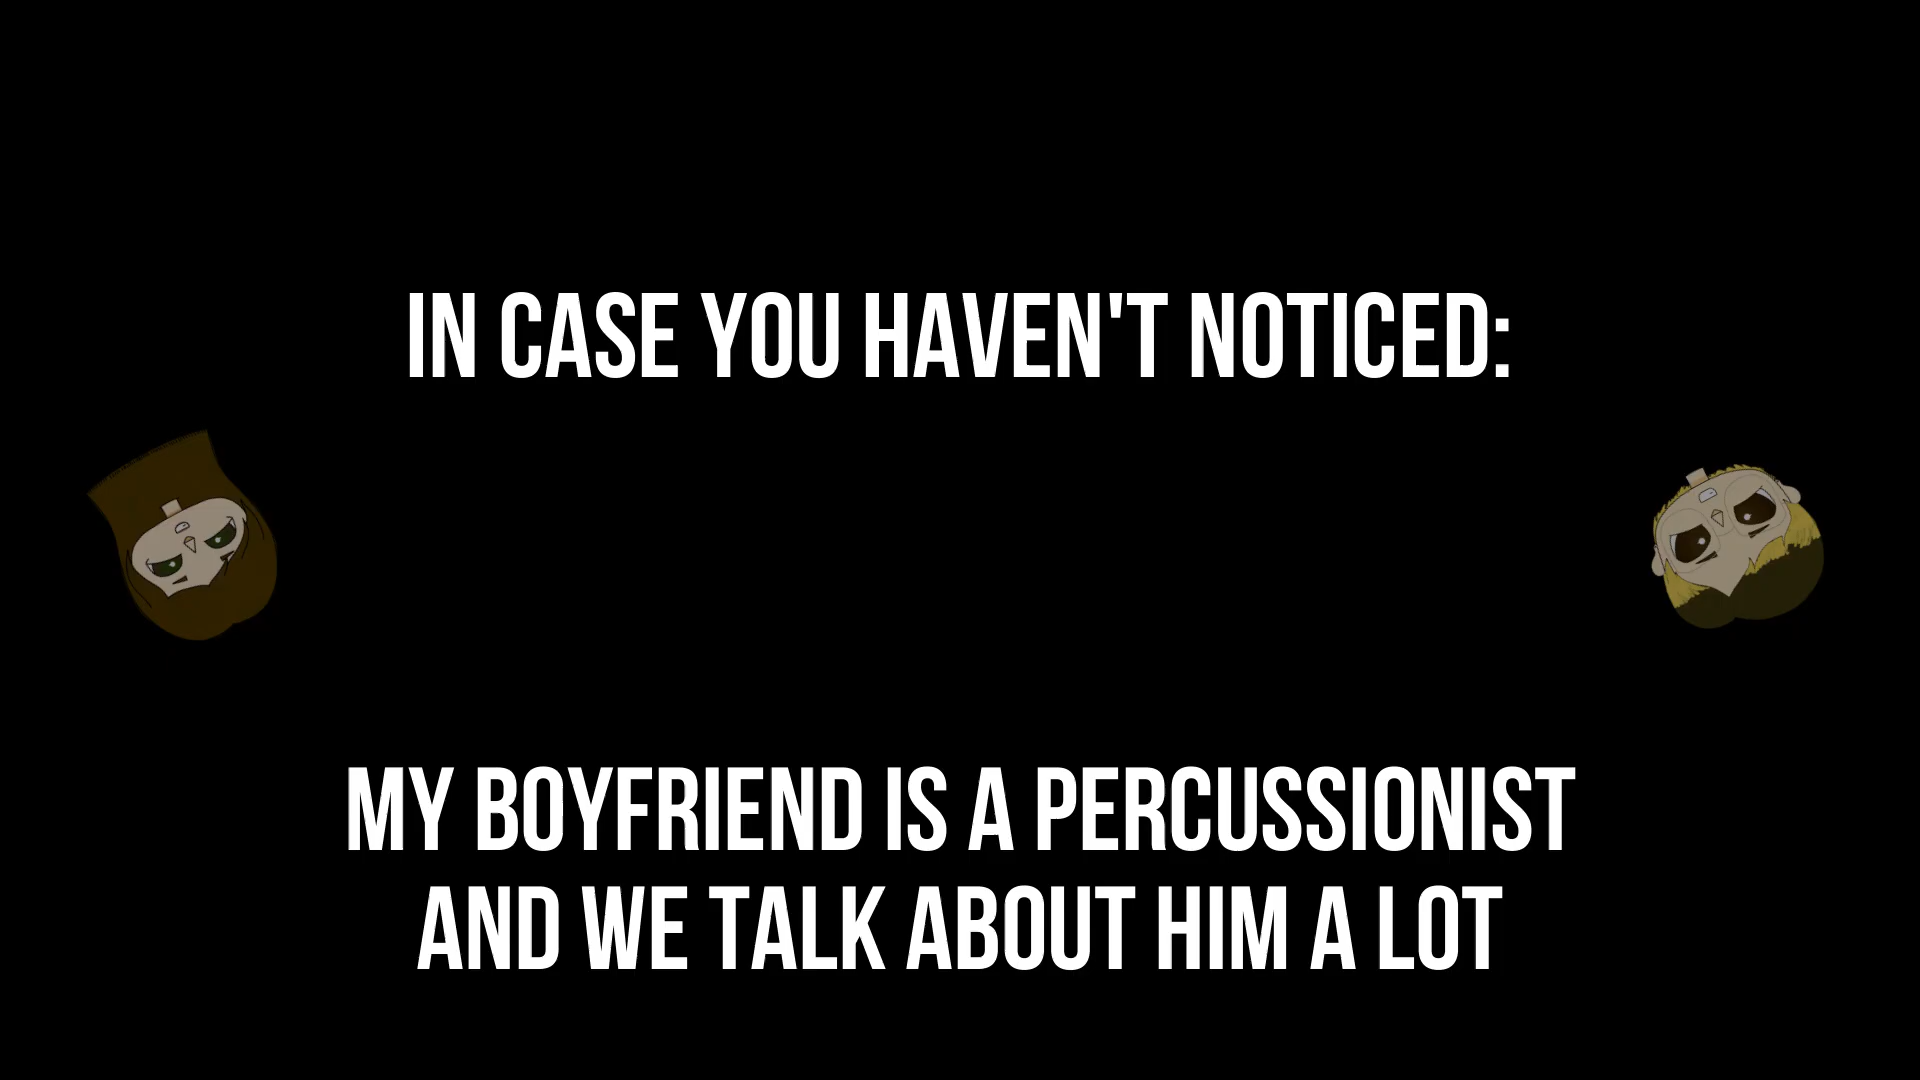 IN CASE YOU HAVEN'T NOTICED:
MY BOYFRIEND IS A PERCUSSIONIST
AND WE TALK ABOUT HIM A LOT